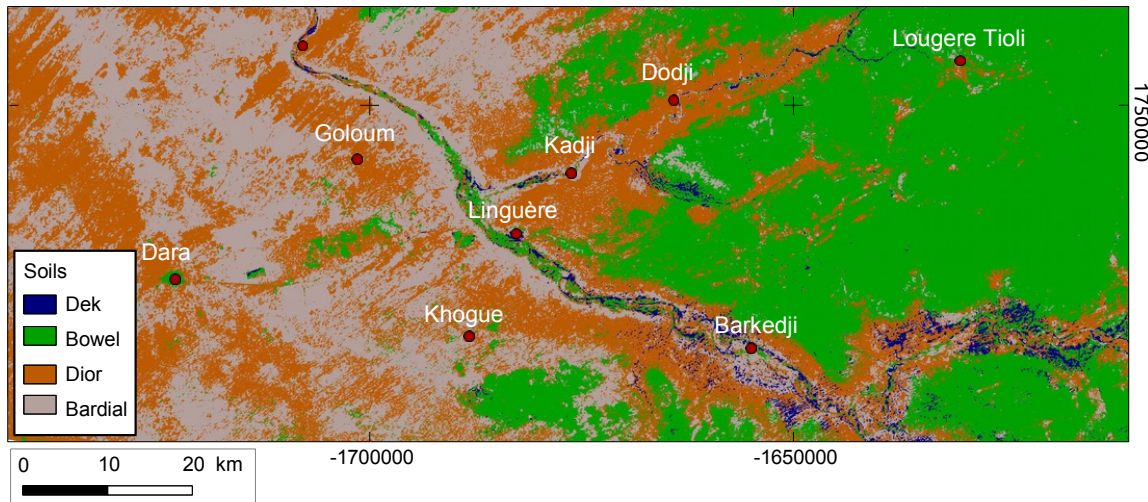 Lougere Tioli
Dodji
1750000
Goloum
Kadji
Linguère
Dara
Soils
Dek
Bowel
Dior
Bardial
Khogue
Barkedji
0 10 20 km
-1700000
-1650000